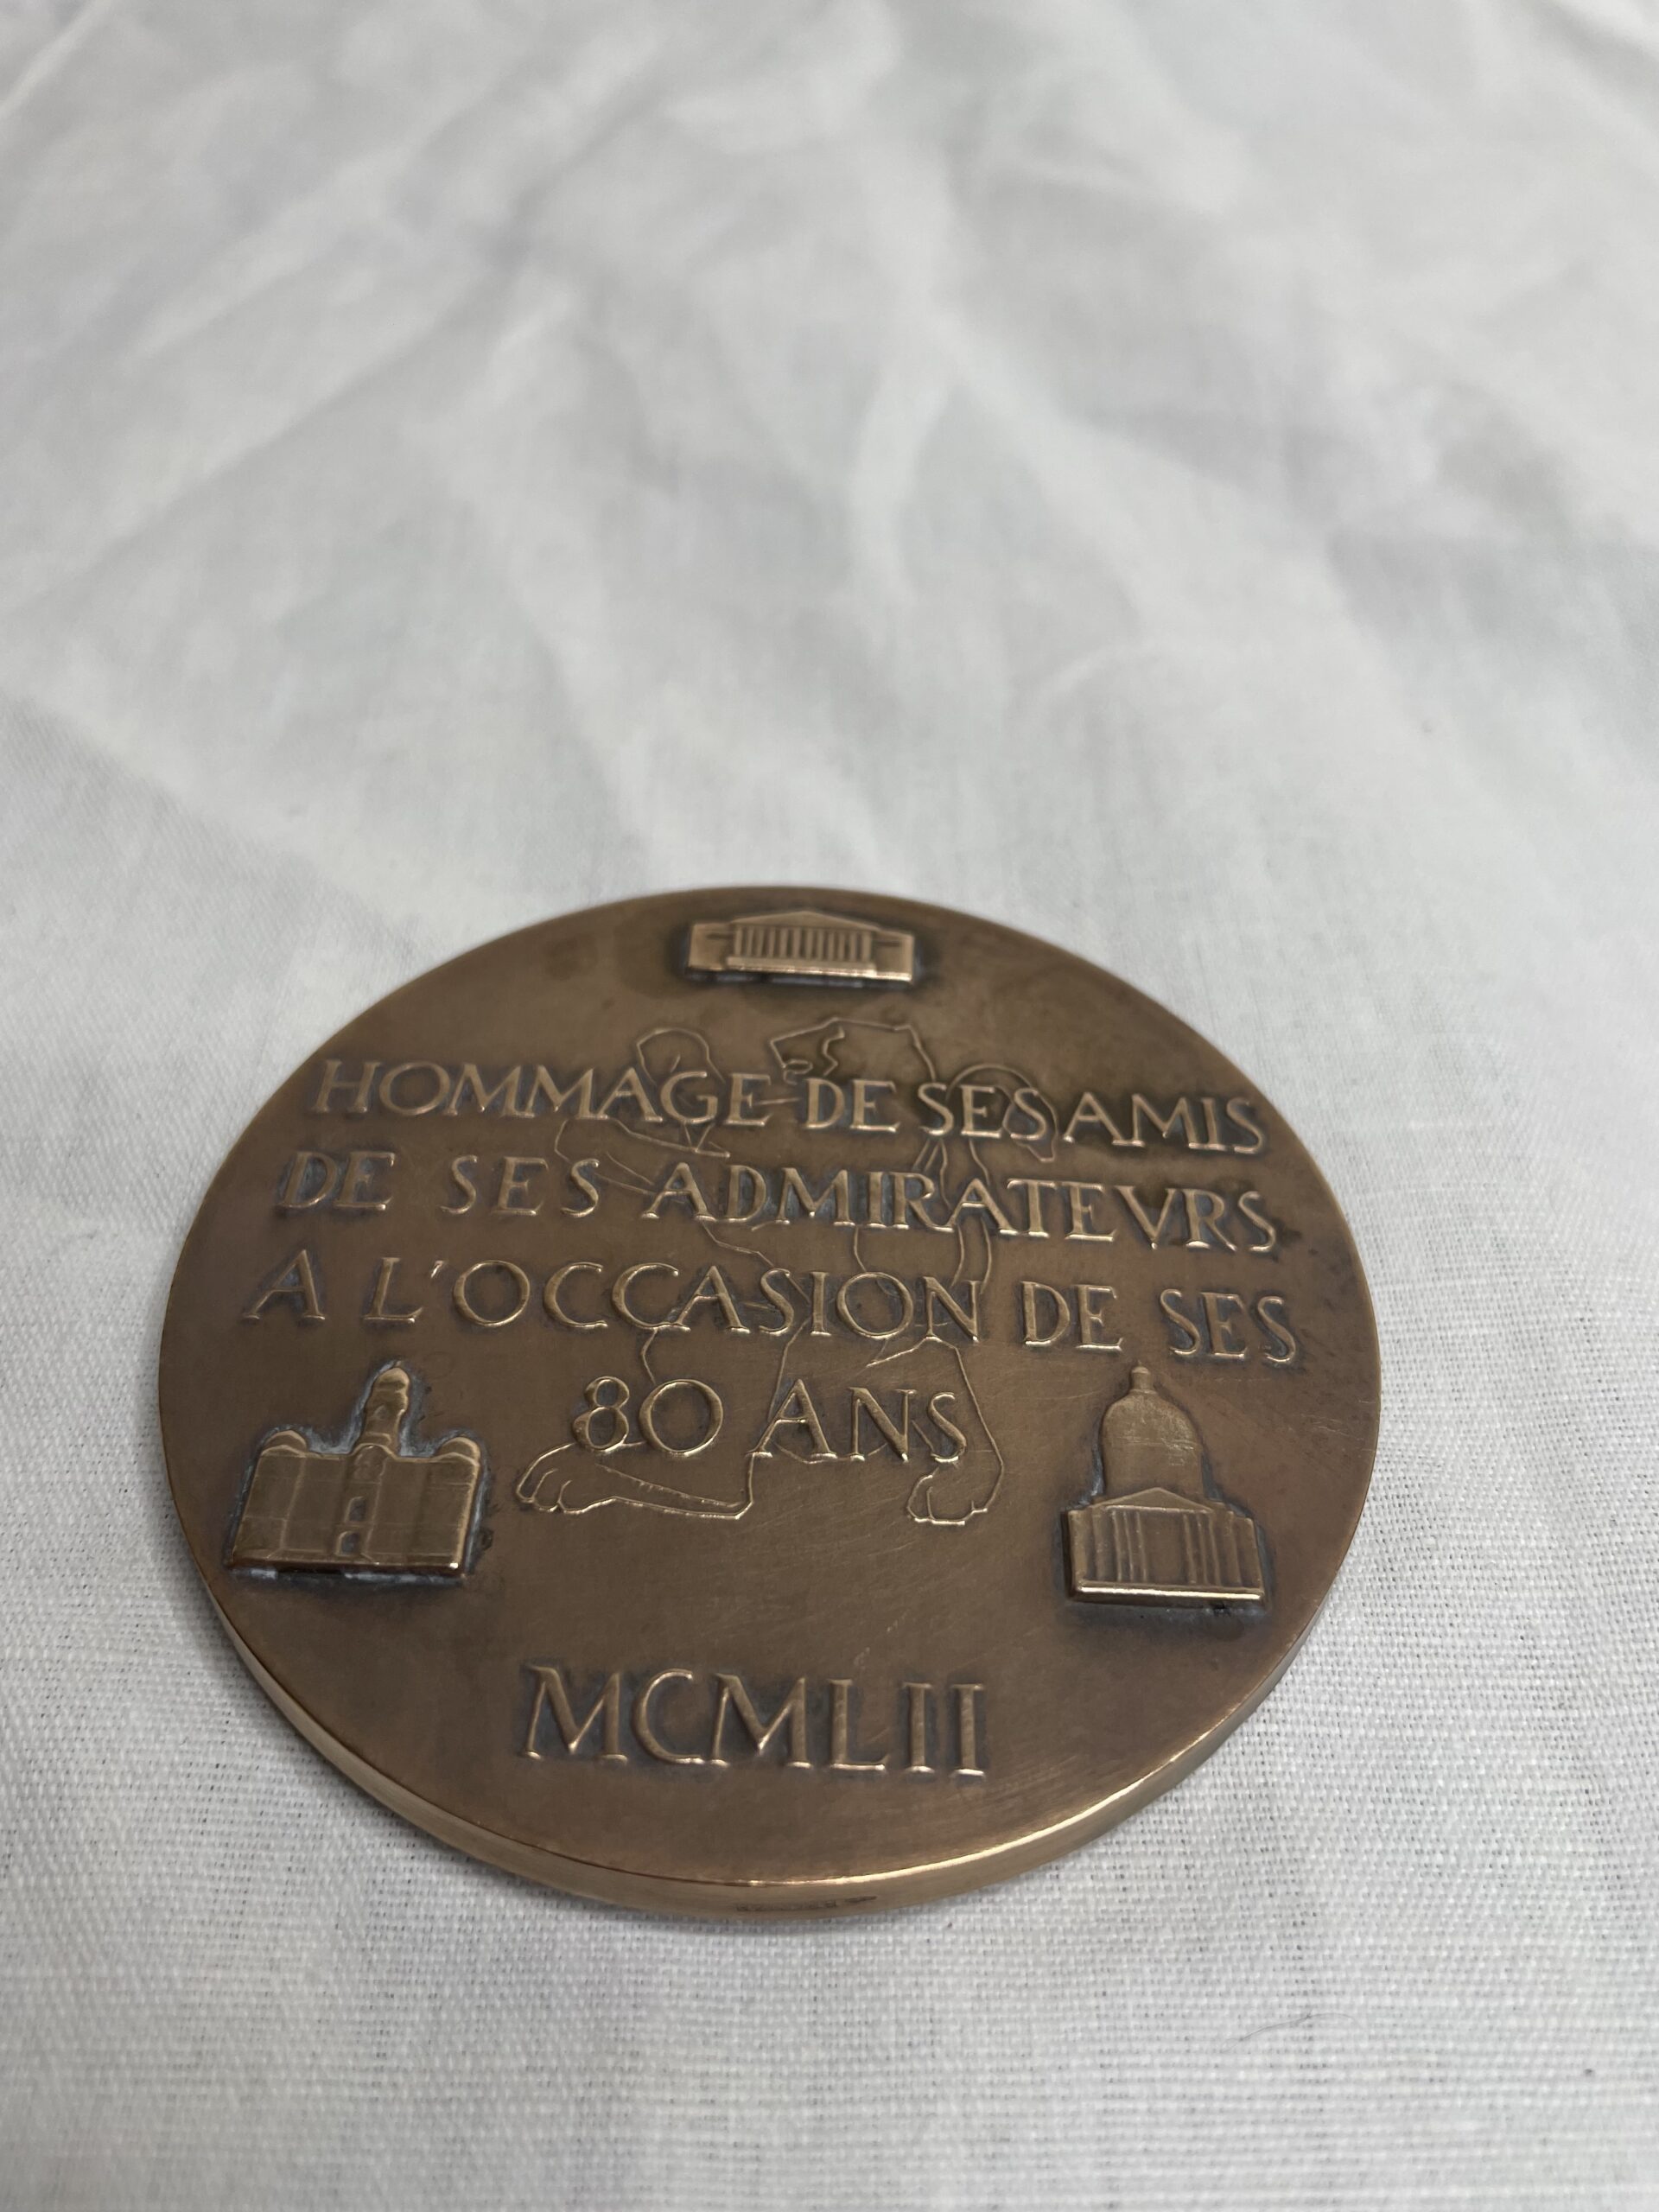 HOMMAGE DE SES AMIS
DE SES ADMIRATEVRS
A L'OCCASION DE SES
80 ANS
MCMLII